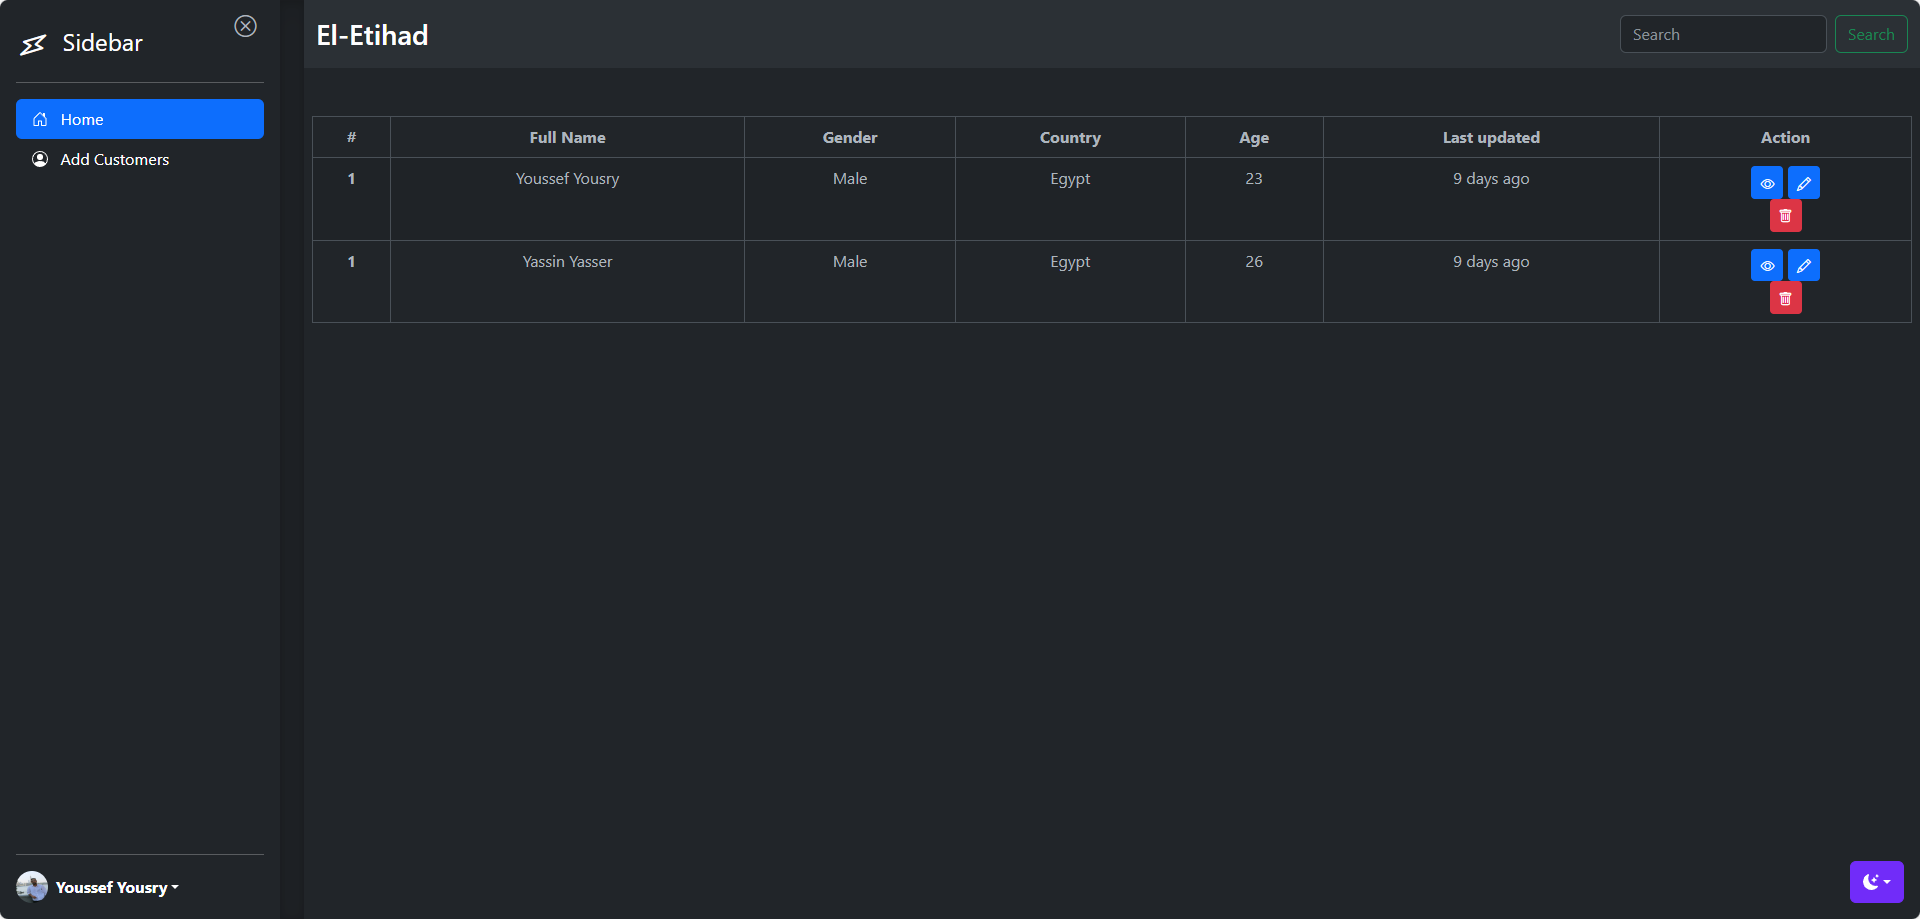 Sidebar
Home
Add Customers
Youssef Yousry
El-Etihad
Search Search
# Full Name Gender Country Age Last updated Action
1 Youssef Yousry Male Egypt 23 9 days ago
1 Yassin Yasser Male Egypt 26 9 days ago